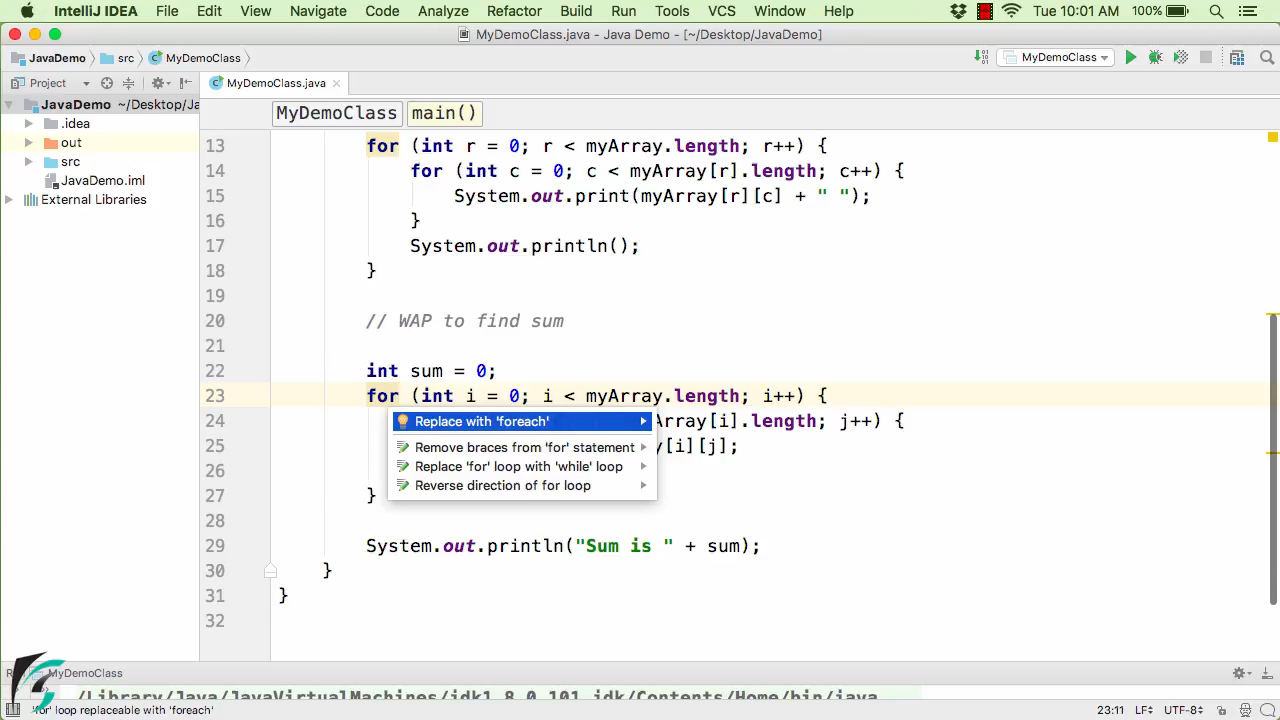 IntelliJ IDEA File Edit View Navigate Code Analyze Refactor Build Run Tools VCS Window Help Tue 10:01 AM 100%
MyDemoClass.java - Java Demo - [~/Desktop/JavaDemo]
JavaDemo src MyDemoClass MyDemoClass
Project MyDemoClass.java
JavaDemo ~/Desktop/Ja
MyDemoClass main()
.idea
out
src
JavaDemo.iml
External Libraries
13 for (int r = 0; r < myArray.length; r++) {
14 for (int c = 0; c < myArray[r].length; c++) {
15 System.out.print(myArray[r][c] + " ");
16 }
17 System.out.println();
18 }
19
20 // WAP to find sum
21
22 int sum = 0;
23 for (int i = 0; i < myArray.length; i++) {
24 Array[i].length; j++) {
25 y[i][j];
26
27 }
28
29 System.out.println("Sum is " + sum);
30 }
31 }
32
Replace with 'foreach'
Remove braces from 'for' statement
Replace 'for' loop with 'while' loop
Reverse direction of for loop
MyDemoClass
/Library/Java/JavaVirtualMachines/jdk1.8.0_101.jdk/Contents/Home/bin/java
'for' loop replaceable with 'foreach' 23:11 LF UTF-8